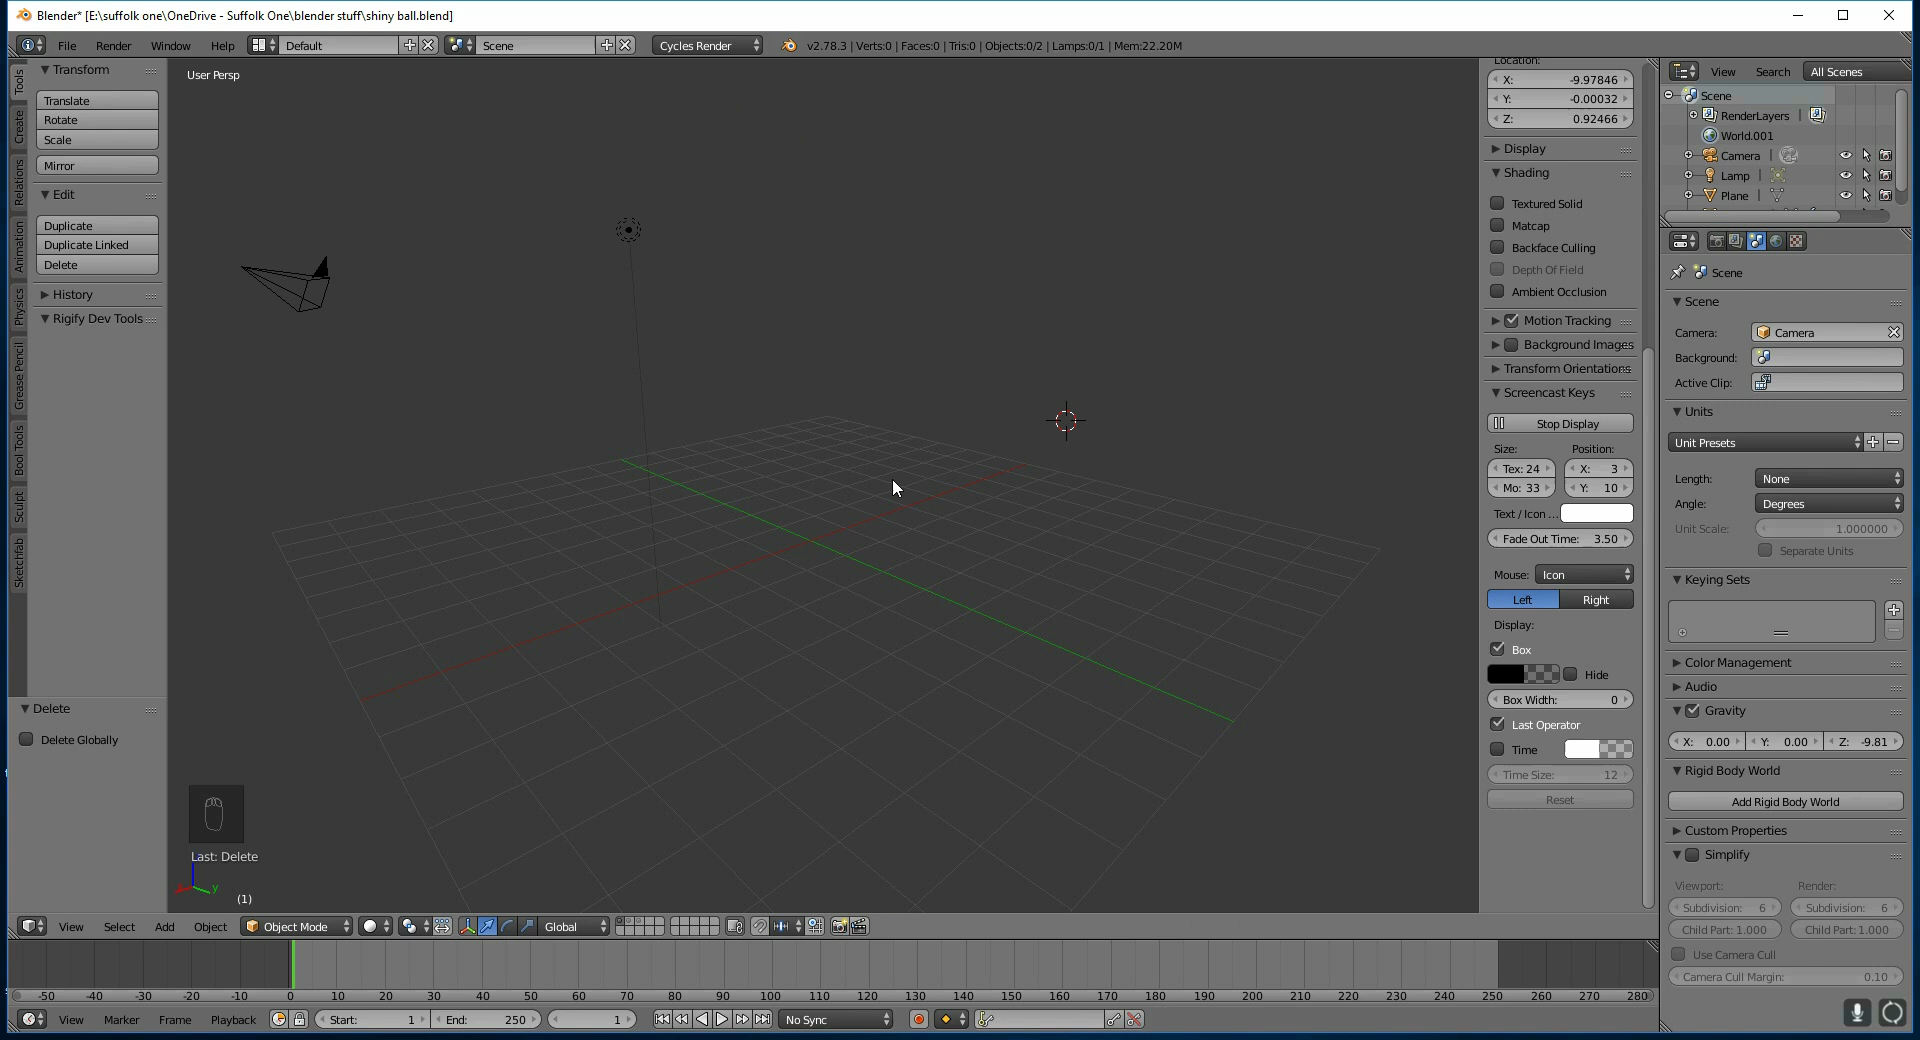 Blender* [E:\suffolk one\OneDrive - Suffolk One\blender stuff\shiny ball.blend]
File Render Window Help Default Scene Cycles Render v2.78.3 | Verts:0 | Faces:0 | Tris:0 | Objects:0/2 | Lamps:0/1 | Mem:22.20M
Tools
Create
Relations
Animation
Physics
Grease Pencil
Bool Tools
Sculpt
Sketchfab
Transform
Translate
Rotate
Scale
Mirror
Edit
Duplicate
Duplicate Linked
Delete
History
Rigify Dev Tools
Delete
Delete Globally
User Persp
Last: Delete
y
(1)
Location:
X: -9.97846
Y: -0.00032
Z: 0.92466
Display
Shading
Textured Solid
Matcap
Backface Culling
Depth Of Field
Ambient Occlusion
Motion Tracking
Background Images
Transform Orientations
Screencast Keys
Stop Display
Size: Position:
Tex: 24 X: 3
Mo: 33 Y: 10
Text / Icon ...
Fade Out Time: 3.50
Mouse: Icon
Left Right
Display:
Box
Hide
Box Width: 0
Last Operator
Time
Time Size: 12
Reset
View Search All Scenes
Scene
RenderLayers |
World.001
Camera |
Lamp |
Plane |
Scene
Scene
Camera: Camera
Background:
Active Clip:
Units
Unit Presets
Length: None
Angle: Degrees
Unit Scale: 1.000000
Separate Units
Keying Sets
Color Management
Audio
Gravity
X: 0.00 Y: 0.00 Z: -9.81
Rigid Body World
Add Rigid Body World
Custom Properties
Simplify
Viewport: Render:
Subdivision: 6 Subdivision: 6
Child Part: 1.000 Child Part: 1.000
Use Camera Cull
Camera Cull Margin: 0.10
View Select Add Object Object Mode Global
-50 -40 -30 -20 -10 0 10 20 30 40 50 60 70 80 90 100 110 120 130 140 150 160 170 180 190 200 210 220 230 240 250 260 270 280
View Marker Frame Playback Start: 1 End: 250 1 No Sync